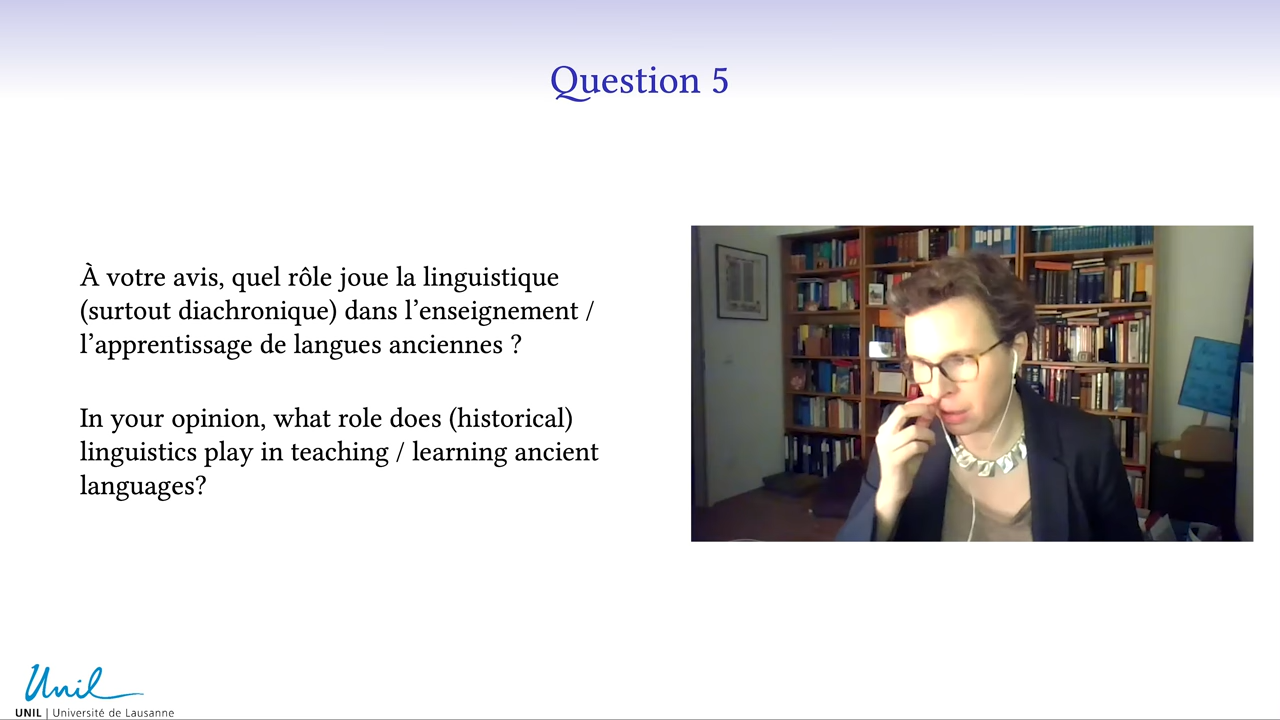 Question 5
À votre avis, quel rôle joue la linguistique
(surtout diachronique) dans l’enseignement /
l’apprentissage de langues anciennes ?
In your opinion, what role does (historical)
linguistics play in teaching / learning ancient
languages?
Unil
UNIL | Université de Lausanne